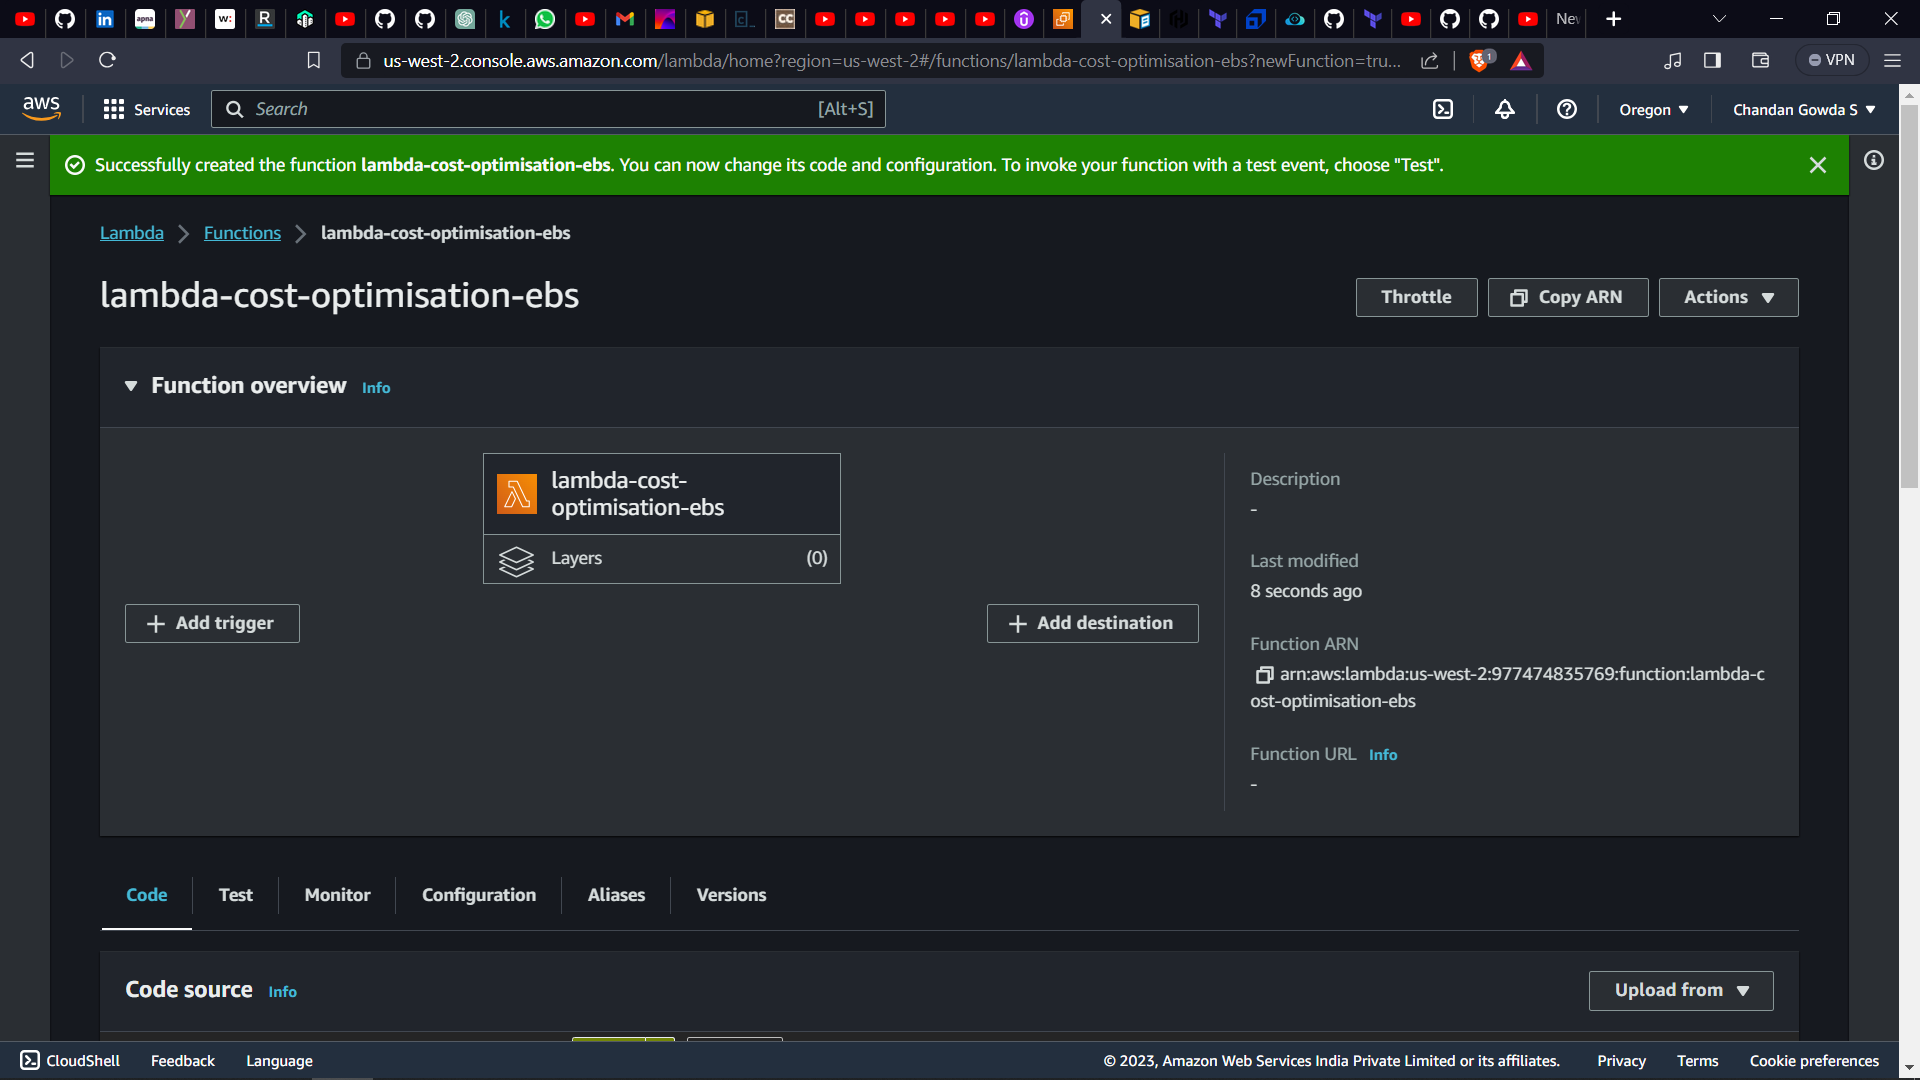 apna
y
w:
R
k
CC
New
us-west-2.console.aws.amazon.com/lambda/home?region=us-west-2#/functions/lambda-cost-optimisation-ebs?newFunction=tru...
1
VPN
aws
Services
Search
[Alt+S]
Oregon
Chandan Gowda S
Successfully created the function lambda-cost-optimisation-ebs. You can now change its code and configuration. To invoke your function with a test event, choose "Test".
Lambda
Functions
lambda-cost-optimisation-ebs
lambda-cost-optimisation-ebs
Throttle
Copy ARN
Actions
Function overview
Info
lambda-cost-
optimisation-ebs
Layers
(0)
Add trigger
Add destination
Description
-
Last modified
8 seconds ago
Function ARN
arn:aws:lambda:us-west-2:977474835769:function:lambda-c
ost-optimisation-ebs
Function URL
Info
-
Code
Test
Monitor
Configuration
Aliases
Versions
Code source
Info
Upload from
CloudShell
Feedback
Language
© 2023, Amazon Web Services India Private Limited or its affiliates.
Privacy
Terms
Cookie preferences